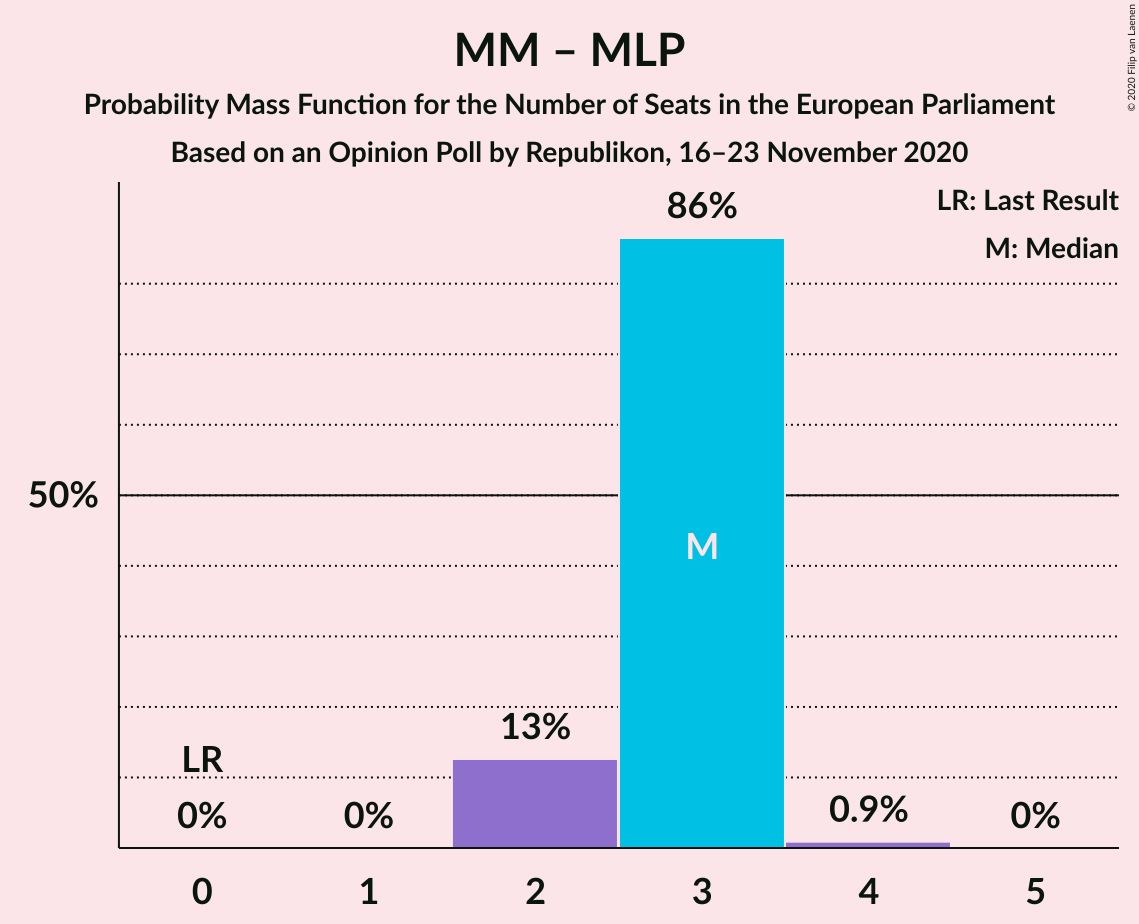 MM – MLP
Probability Mass Function for the Number of Seats in the European Parliament
Based on an Opinion Poll by Republikon, 16–23 November 2020
© 2020 Filip van Laenen
LR: Last Result
M: Median
86%
50%
M
13%
LR
0%
0%
0.9%
0%
0
1
2
3
4
5